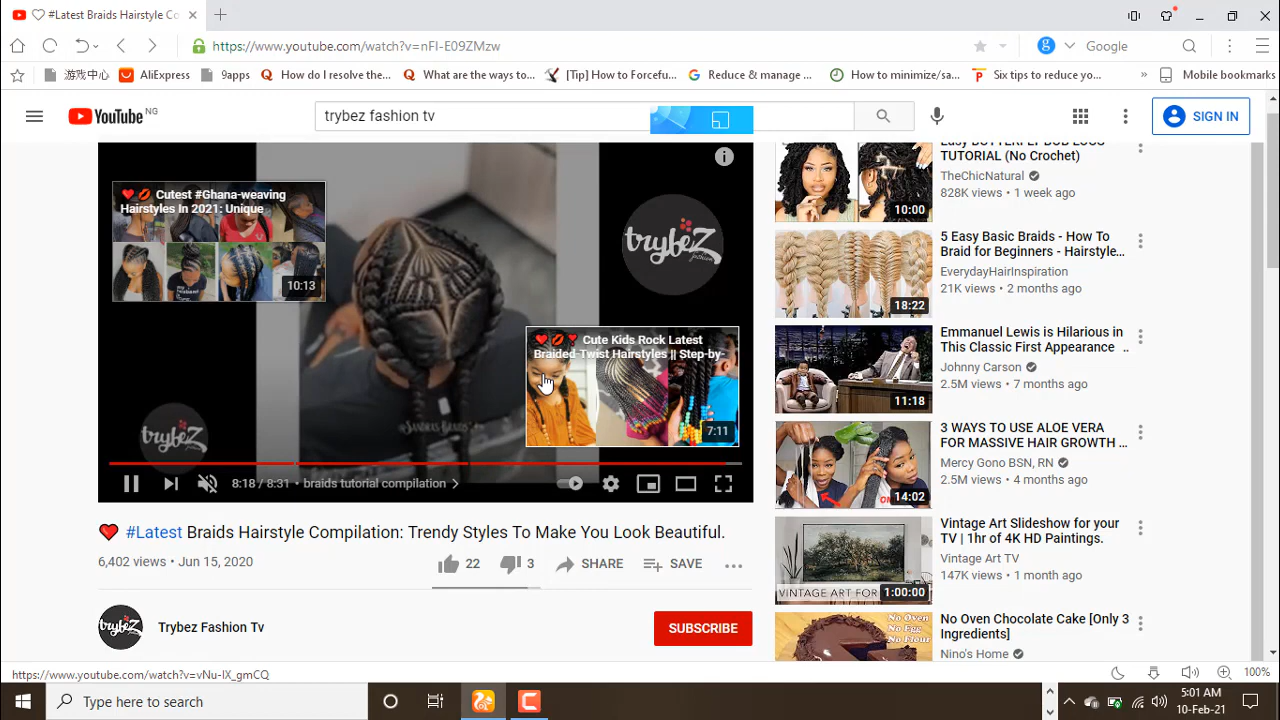 #Latest Braids Hairstyle Co
https://www.youtube.com/watch?v=nFI-E09ZMzw
Google
游戏中心
AliExpress
9apps
How do I resolve the...
What are the ways to...
[Tip] How to Forcefu...
Reduce & manage ...
How to minimize/sa...
Six tips to reduce yo...
»
Mobile bookmarks
YouTube NG
trybez fashion tv
SIGN IN
Cutest #Ghana-weaving
Hairstyles In 2021: Unique
10:13
trybeZ
fashion
Cute Kids Rock Latest
Braided Twist Hairstyles || Step-by-
7:11
trybeZ
8:18 / 8:31 • braids tutorial compilation
#Latest Braids Hairstyle Compilation: Trendy Styles To Make You Look Beautiful.
6,402 views • Jun 15, 2020
22
3
SHARE
SAVE
trybeZ
Trybez Fashion Tv
SUBSCRIBE
TUTORIAL (No Crochet)
TheChicNatural
828K views • 1 week ago
10:00
5 Easy Basic Braids - How To
Braid for Beginners - Hairstyle...
EverydayHairInspiration
21K views • 2 months ago
18:22
Emmanuel Lewis is Hilarious in
This Classic First Appearance ..
Johnny Carson
2.5M views • 7 months ago
11:18
3 WAYS TO USE ALOE VERA
FOR MASSIVE HAIR GROWTH ...
Mercy Gono BSN, RN
2.5M views • 4 months ago
14:02
Vintage Art Slideshow for your
TV | 1hr of 4K HD Paintings.
Vintage Art TV
147K views • 1 month ago
VINTAGE ART FOR
1:00:00
No Oven Chocolate Cake [Only 3
Ingredients]
Nino's Home
No Oven
No Egg
No Flour
https://www.youtube.com/watch?v=vNu-IX_gmCQ
100%
Type here to search
5:01 AM
10-Feb-21